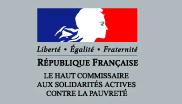 Liberté • Égalité • Fraternité
RÉPUBLIQUE FRANÇAISE
LE HAUT COMMISSAIRE
AUX SOLIDARITÉS ACTIVES
CONTRE LA PAUVRETÉ